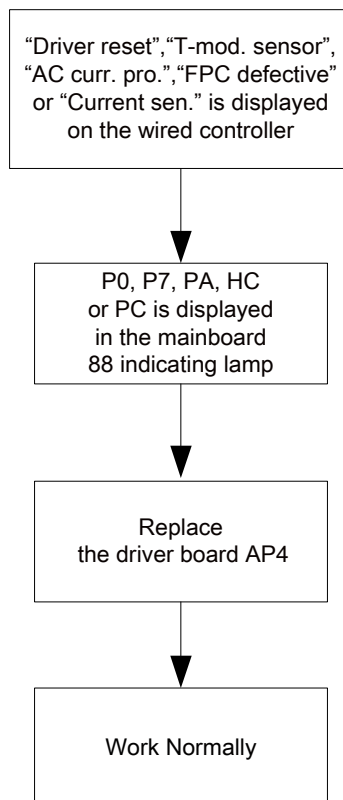 “Driver reset”,“T-mod. sensor”,
“AC curr. pro.”,“FPC defective”
or “Current sen.” is displayed
on the wired controller
P0, P7, PA, HC
or PC is displayed
in the mainboard
88 indicating lamp
Replace
the driver board AP4
Work Normally